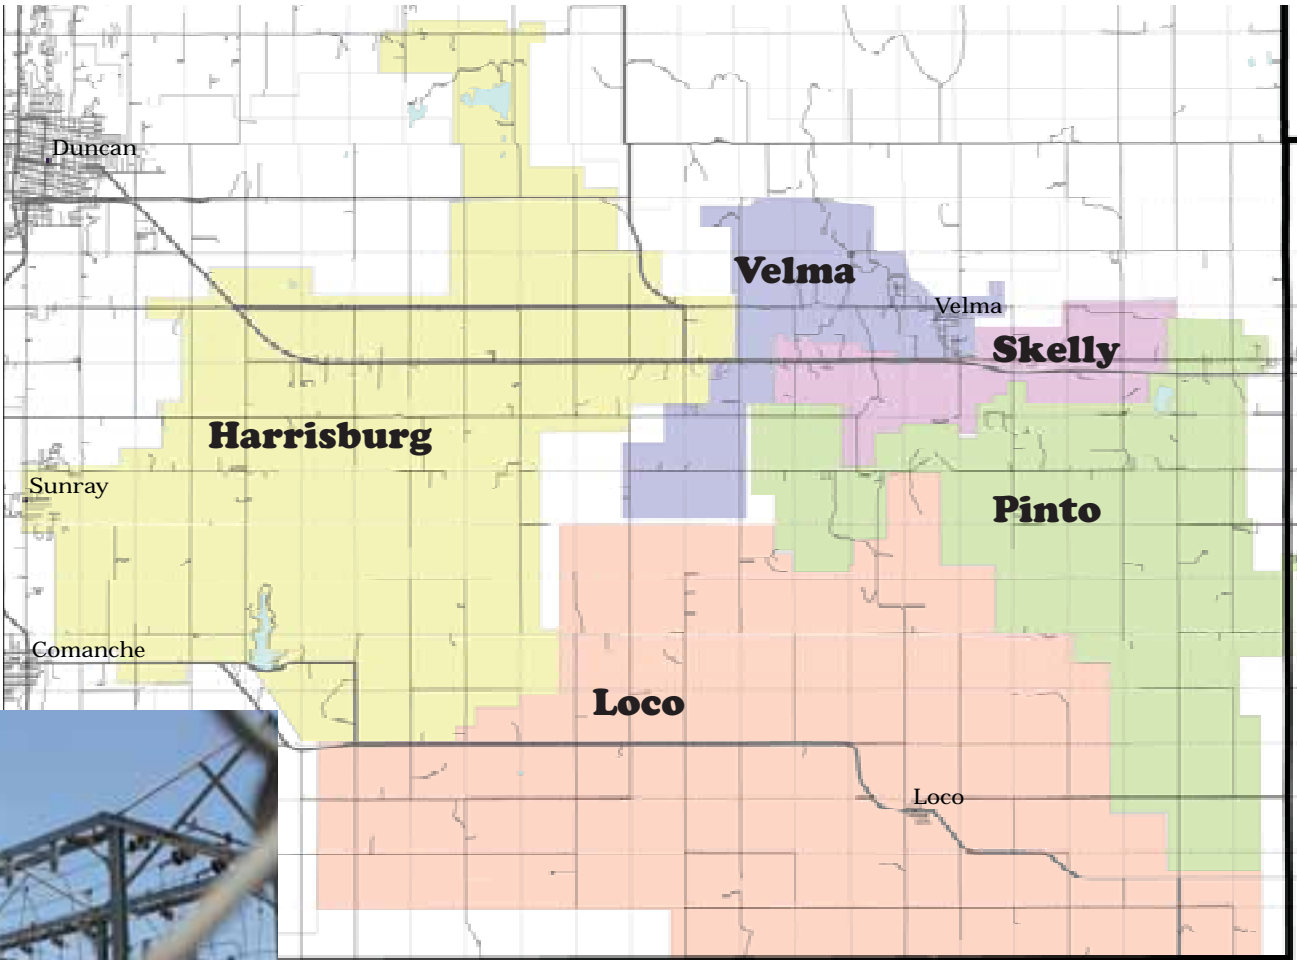 Duncan
Velma
Velma
Skelly
Harrisburg
Sunray
Pinto
Comanche
Loco
Loco